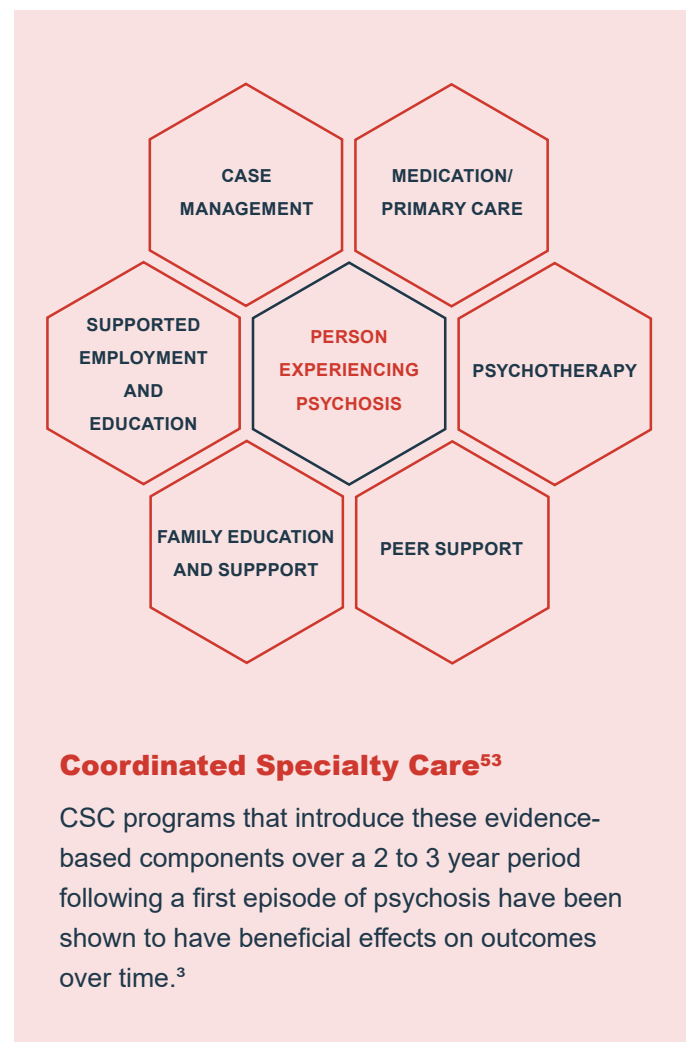 CASE
MANAGEMENT
MEDICATION/
PRIMARY CARE
SUPPORTED
EMPLOYMENT
AND
EDUCATION
PERSON
EXPERIENCING
PSYCHOSIS
PSYCHOTHERAPY
FAMILY EDUCATION
AND SUPPPORT
PEER SUPPORT
Coordinated Specialty Care⁵³
CSC programs that introduce these evidence-
based components over a 2 to 3 year period
following a first episode of psychosis have been
shown to have beneficial effects on outcomes
over time.³